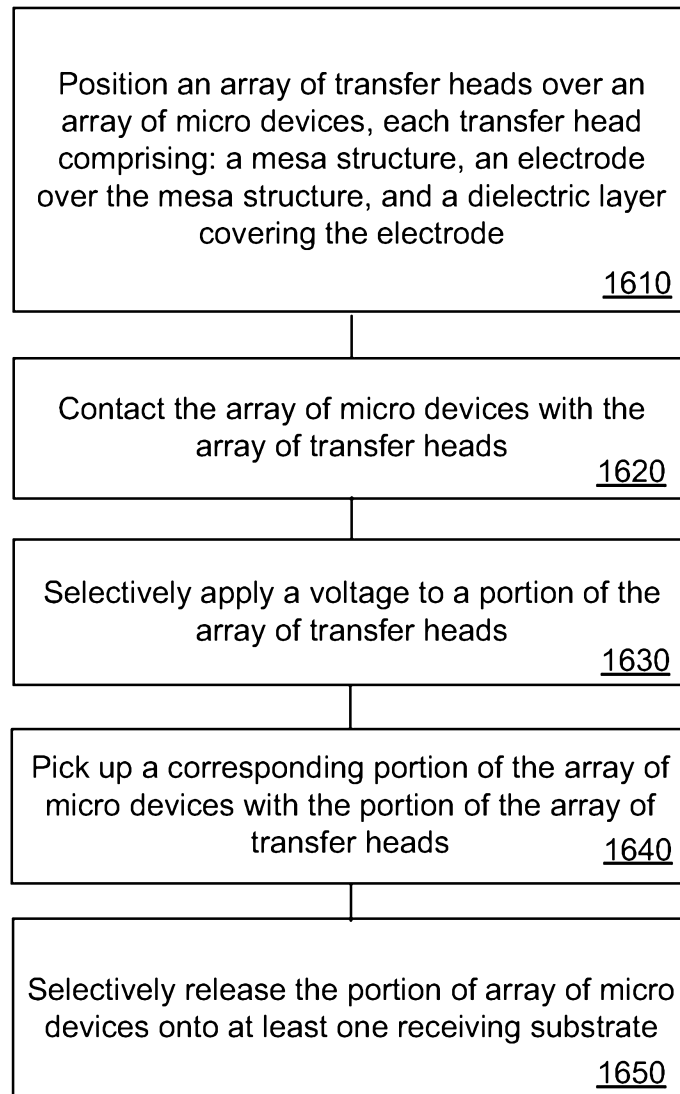 Position an array of transfer heads over an
array of micro devices, each transfer head
comprising: a mesa structure, an electrode
over the mesa structure, and a dielectric layer
covering the electrode
1610
Contact the array of micro devices with the
array of transfer heads
1620
Selectively apply a voltage to a portion of the
array of transfer heads
1630
Pick up a corresponding portion of the array of
micro devices with the portion of the array of
transfer heads
1640
Selectively release the portion of array of micro
devices onto at least one receiving substrate
1650